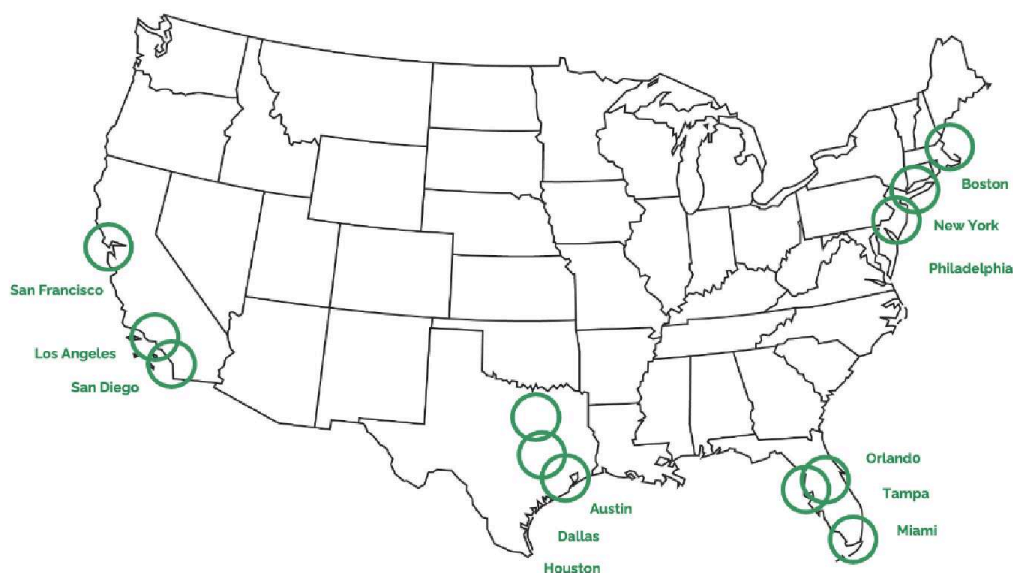 Boston
New York
Philadelphia
San Francisco
Los Angeles
San Diego
Orlando
Tampa
Austin
Miami
Dallas
Houston